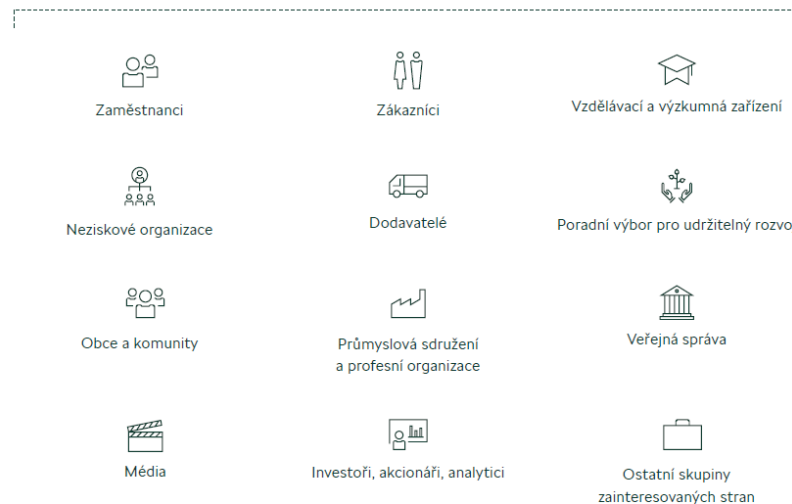 Zaměstnanci
Zákazníci
Vzdělávací a výzkumná zařízení
Neziskové organizace
Dodavatelé
Poradní výbor pro udržitelný rozvo
Obce a komunity
Průmyslová sdružení
a profesní organizace
Veřejná správa
Média
Investoři, akcionáři, analytici
Ostatní skupiny
zainteresovaných stran